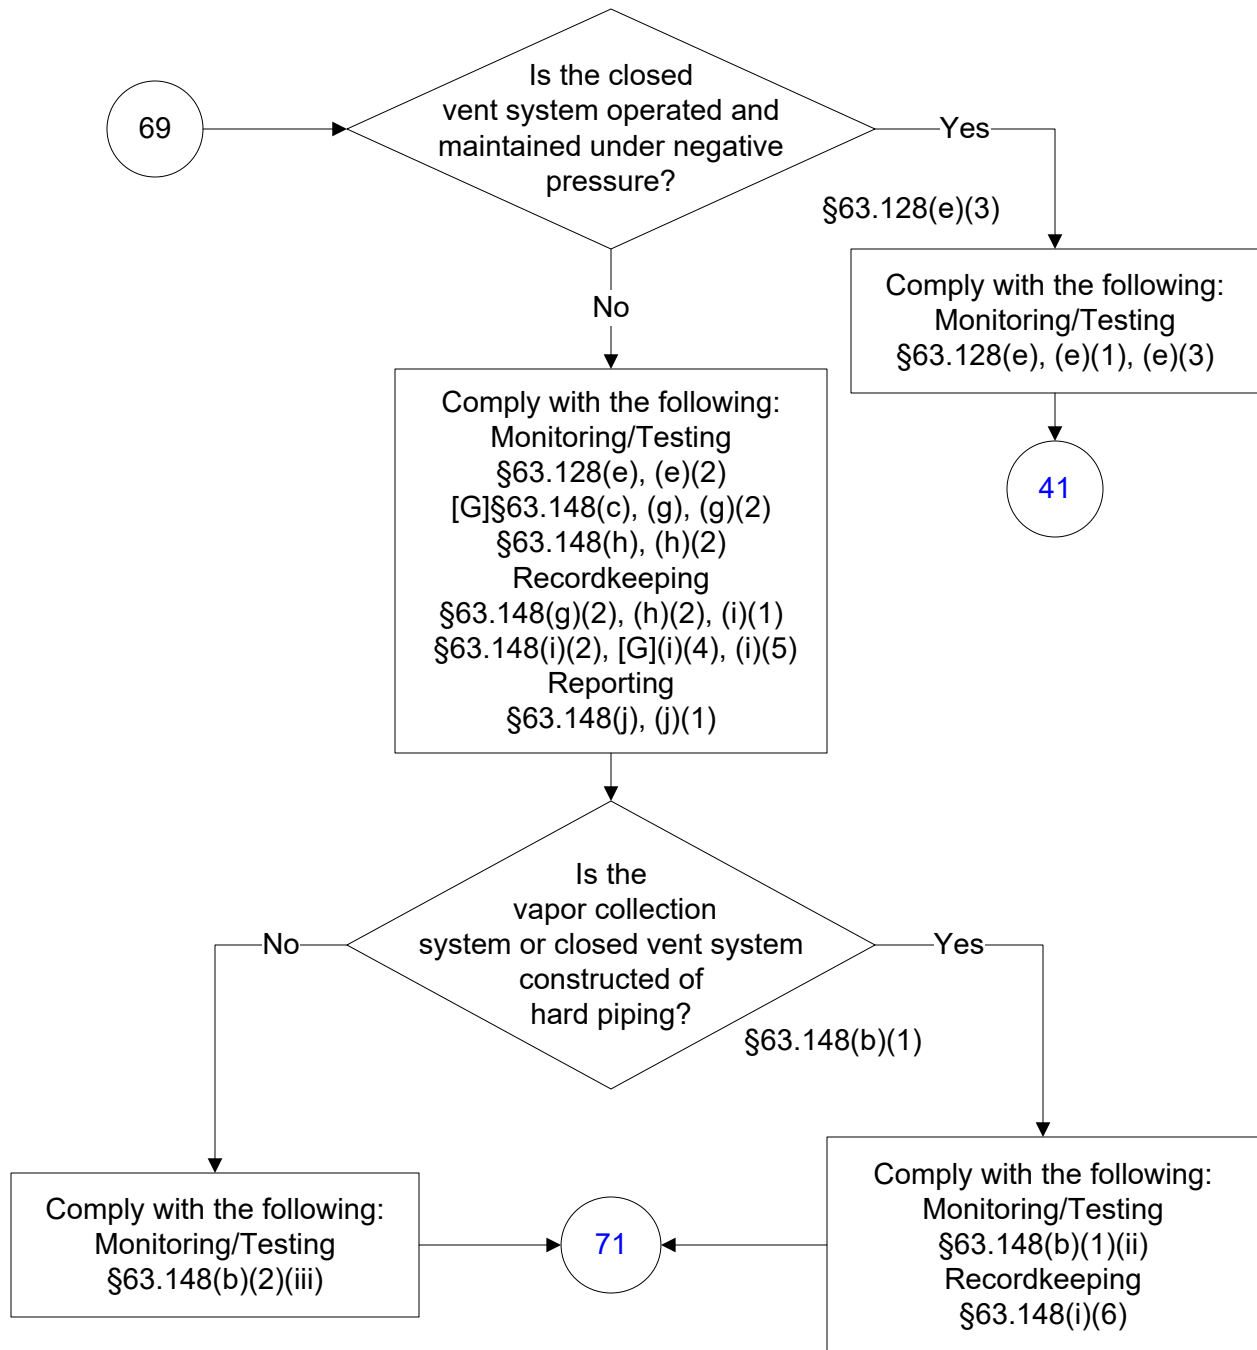 69
Is the closed
vent system operated and
maintained under negative
pressure?
Yes
§63.128(e)(3)
Comply with the following:
Monitoring/Testing
§63.128(e), (e)(1), (e)(3)
41
No
Comply with the following:
Monitoring/Testing
§63.128(e), (e)(2)
[G]§63.148(c), (g), (g)(2)
§63.148(h), (h)(2)
Recordkeeping
§63.148(g)(2), (h)(2), (i)(1)
§63.148(i)(2), [G](i)(4), (i)(5)
Reporting
§63.148(j), (j)(1)
Is the
vapor collection
system or closed vent system
constructed of
hard piping?
No
Yes
§63.148(b)(1)
Comply with the following:
Monitoring/Testing
§63.148(b)(2)(iii)
71
Comply with the following:
Monitoring/Testing
§63.148(b)(1)(ii)
Recordkeeping
§63.148(i)(6)